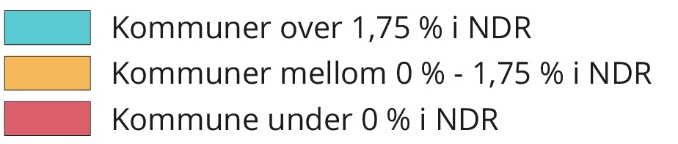 Kommuner over 1,75 % i NDR
Kommuner mellom 0 % - 1,75 % i NDR
Kommune under 0 % i NDR